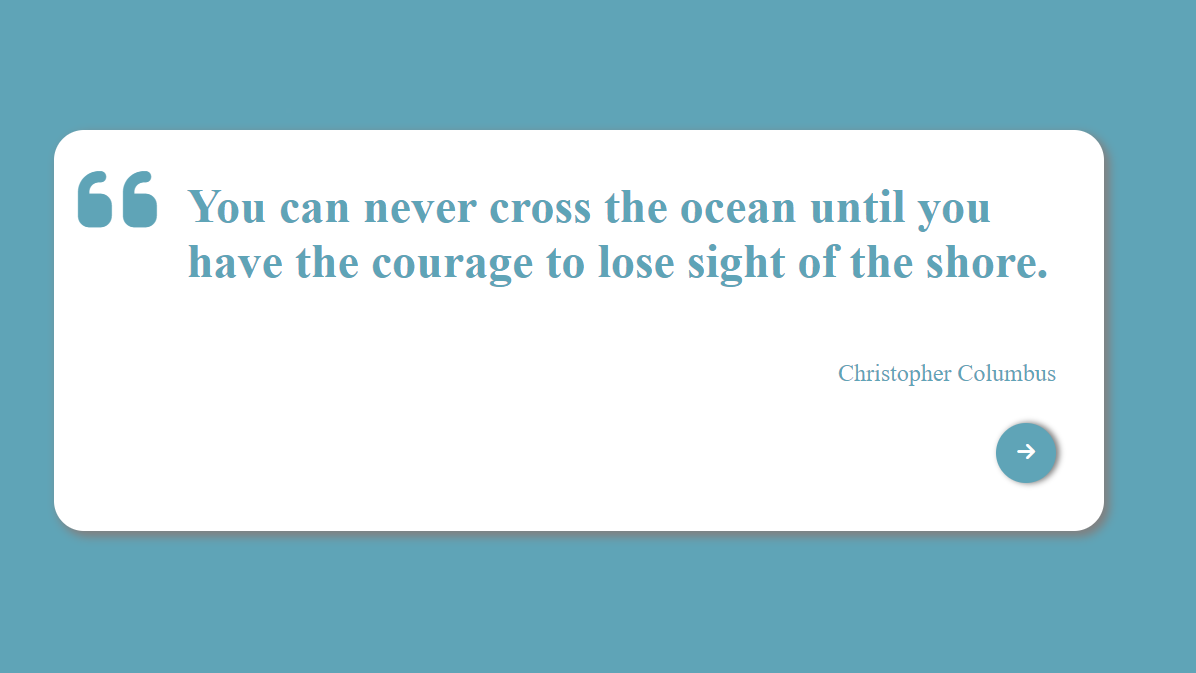 You can never cross the ocean until you
have the courage to lose sight of the shore.
Christopher Columbus